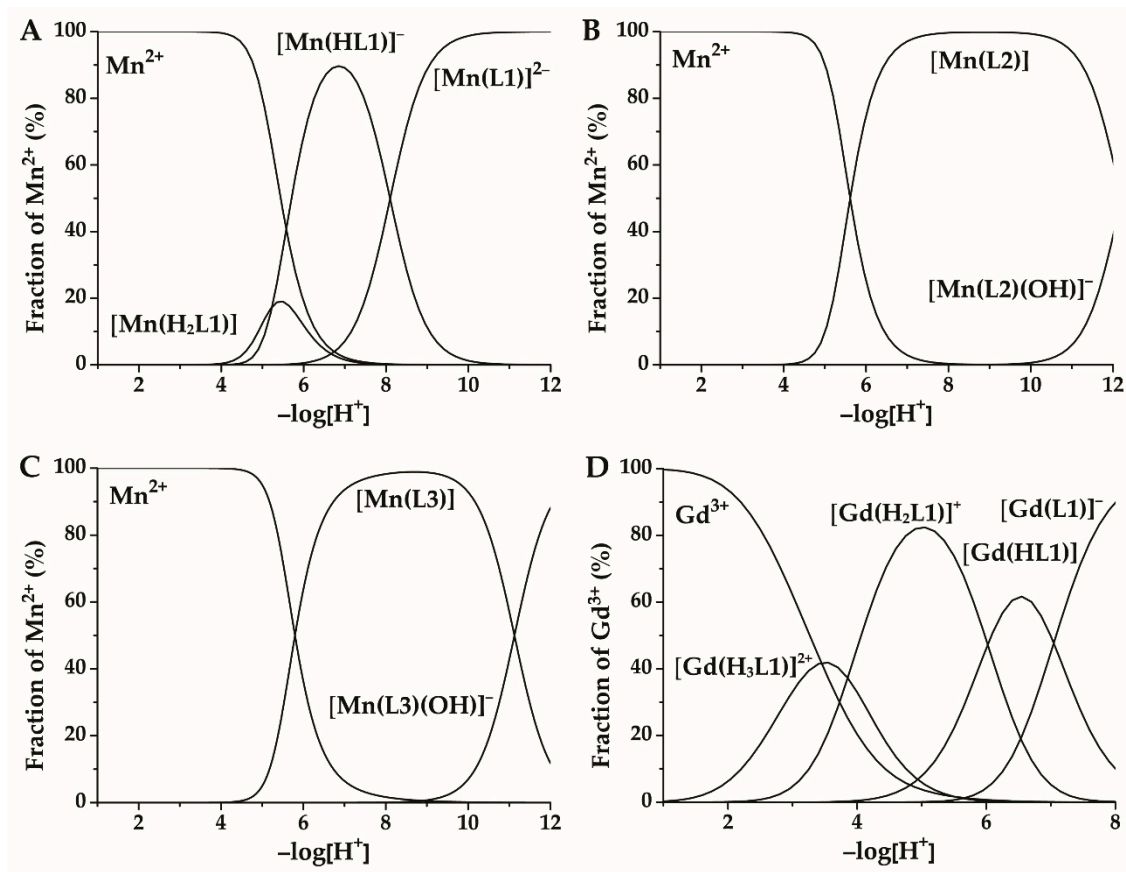 A
100
80
60
40
20
0
2 4 6 8 10 12
Fraction of Mn²⁺ (%)
–log[H⁺]
Mn²⁺
[Mn(HL1)]⁻
[Mn(L1)]²⁻
[Mn(H₂L1)]
B
100
80
60
40
20
0
2 4 6 8 10 12
Fraction of Mn²⁺ (%)
–log[H⁺]
Mn²⁺
[Mn(L2)]
[Mn(L2)(OH)]⁻
C
100
80
60
40
20
0
2 4 6 8 10 12
Fraction of Mn²⁺ (%)
–log[H⁺]
Mn²⁺
[Mn(L3)]
[Mn(L3)(OH)]⁻
D
100
80
60
40
20
0
2 4 6 8
Fraction of Gd³⁺ (%)
–log[H⁺]
Gd³⁺
[Gd(H₂L1)]⁺
[Gd(L1)]⁻
[Gd(HL1)]
[Gd(H₃L1)]²⁺